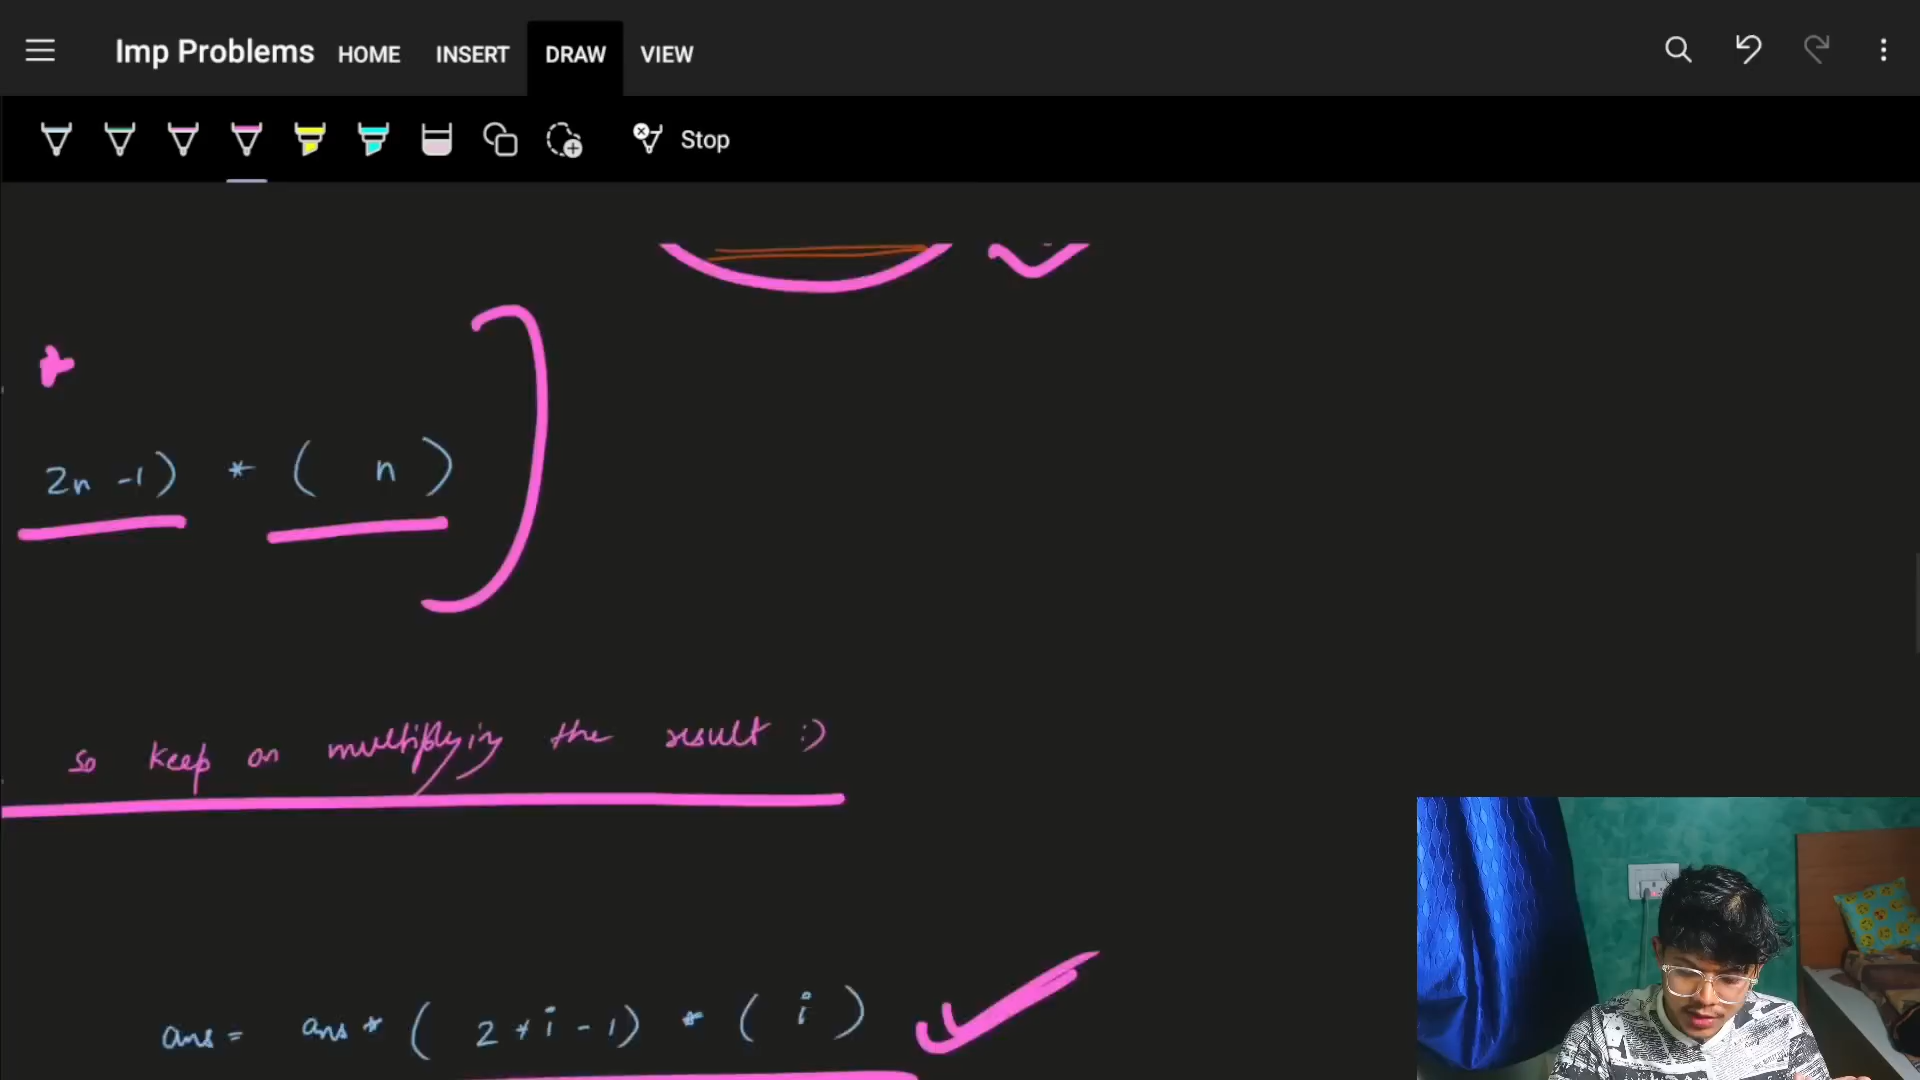 Imp Problems HOME INSERT DRAW VIEW
Stop
2n -1) * ( n )
so keep on multiplying the result :)
ans = ans * ( 2 * i - 1) * ( i )